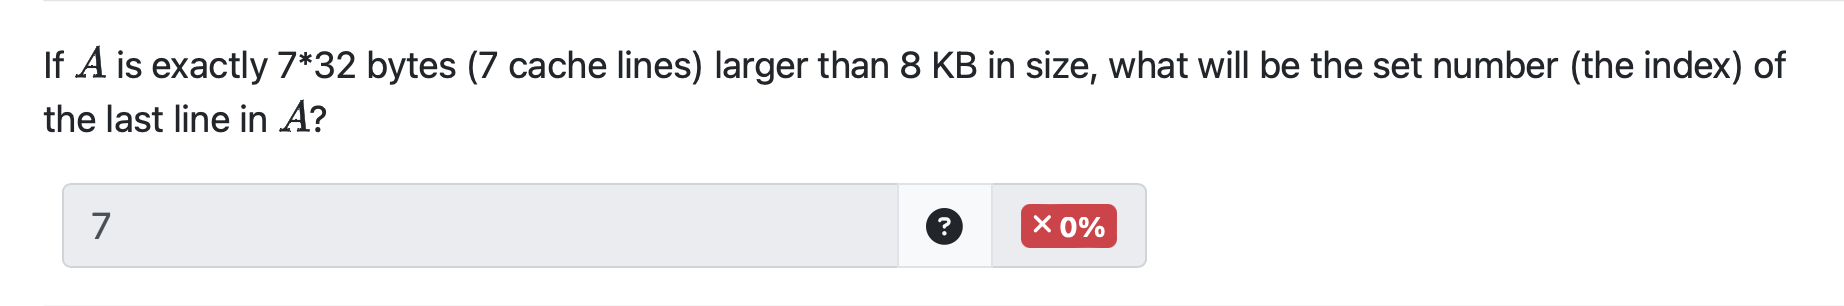 If A is exactly 7*32 bytes (7 cache lines) larger than 8 KB in size, what will be the set number (the index) of
the last line in A?
7 ? × 0%